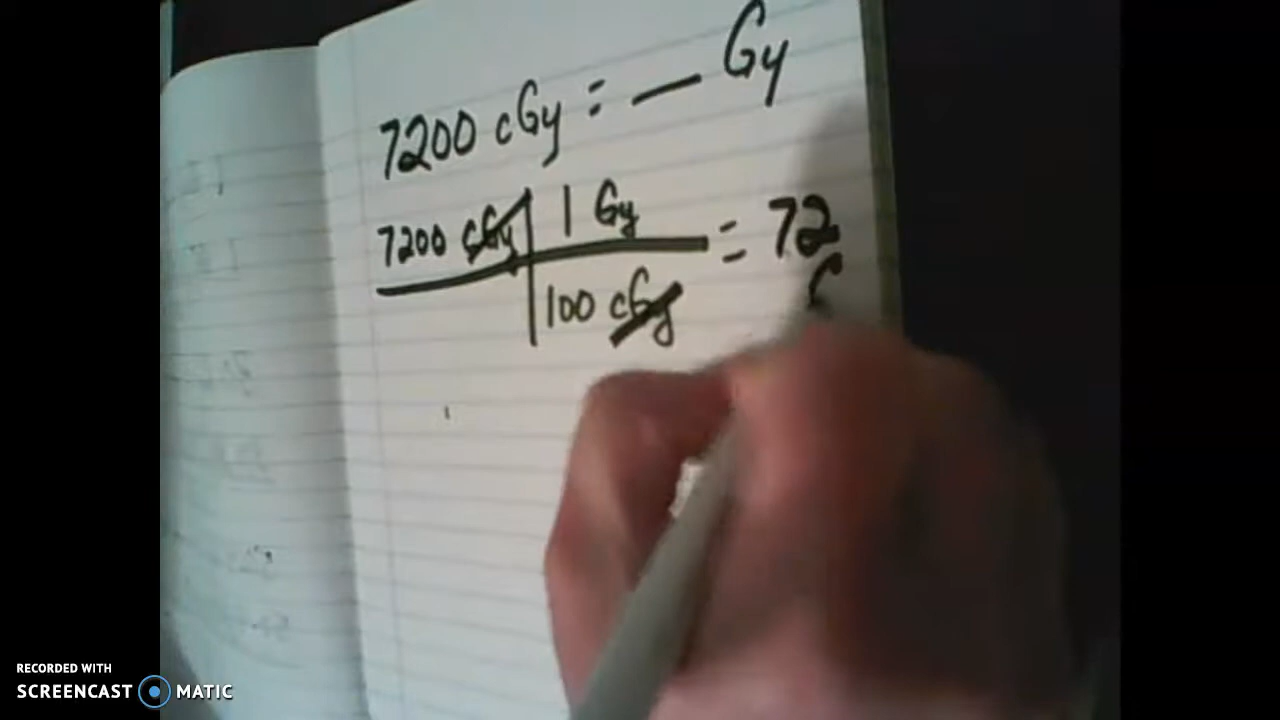 7200 cGy = __ Gy
7200 cGy | 1 Gy = 72
100 cGy
G
RECORDED WITH
SCREENCAST MATIC